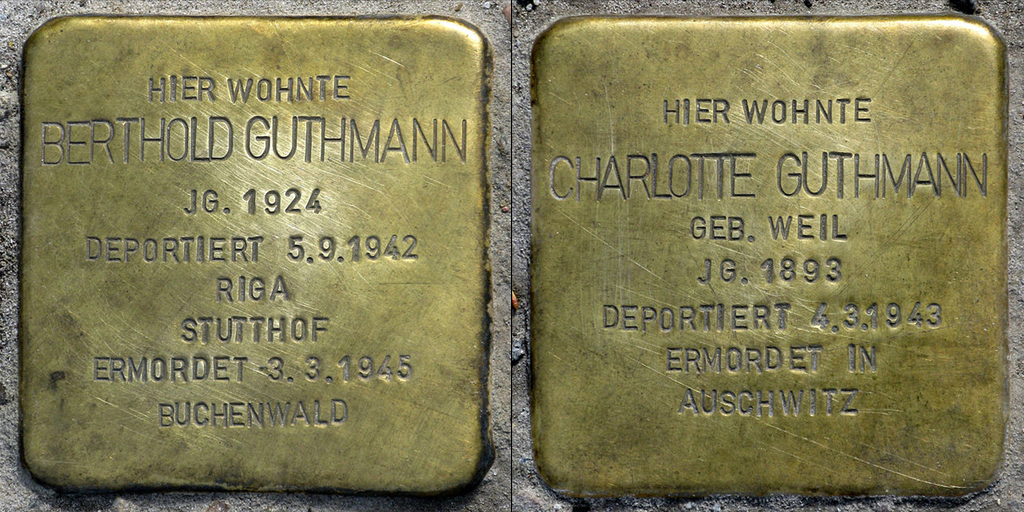 HIER WOHNTE
BERTHOLD GUTHMANN
JG. 1924
DEPORTIERT 5.9.1942
RIGA
STUTTHOF
ERMORDET 3.3.1945
BUCHENWALD
HIER WOHNTE
CHARLOTTE GUTHMANN
GEB. WEIL
JG. 1893
DEPORTIERT 4.3.1943
ERMORDET IN
AUSCHWITZ